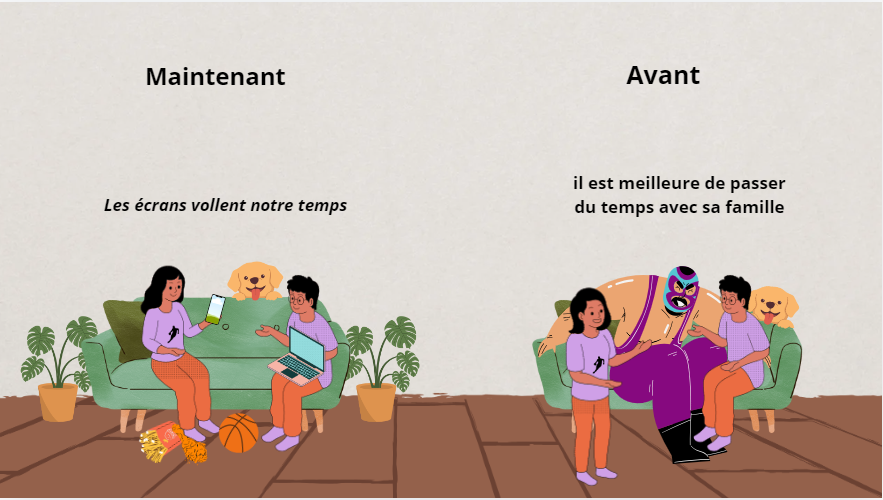 Maintenant
Les écrans vollent notre temps
Avant
il est meilleure de passer
du temps avec sa famille